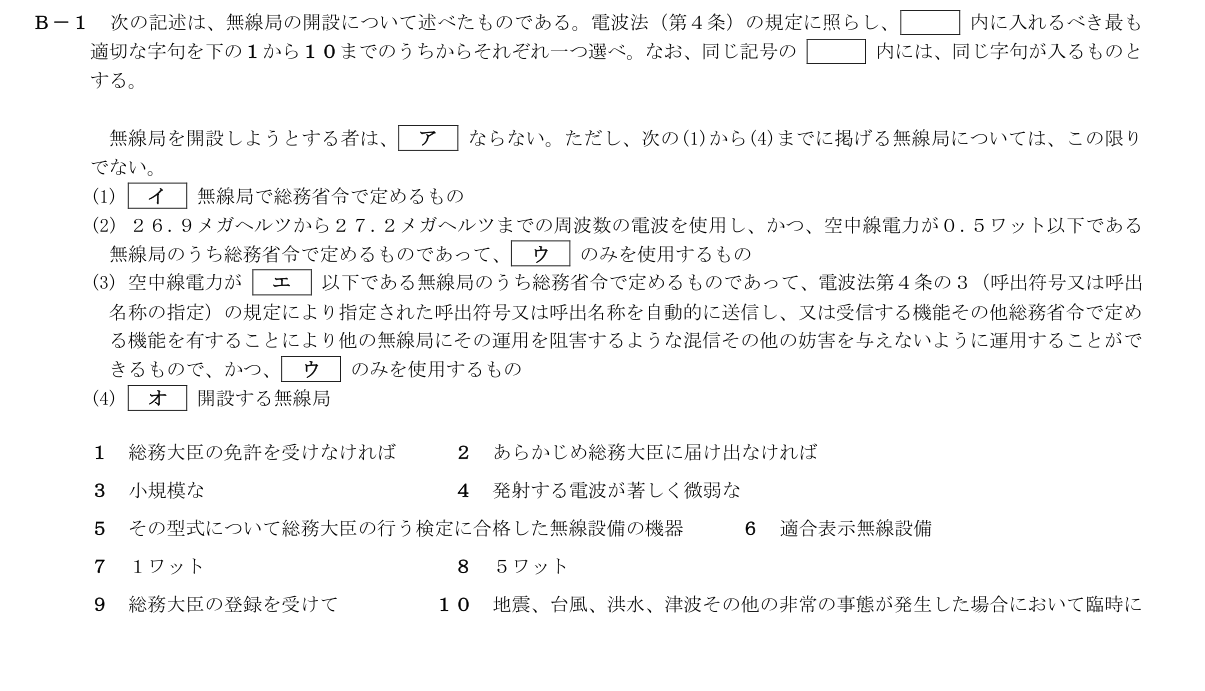 Ｂ－１　次の記述は、無線局の開設について述べたものである。電波法（第４条）の規定に照らし、　　　内に入れるべき最も
適切な字句を下の１から１０までのうちからそれぞれ一つ選べ。なお、同じ記号の　　　内には、同じ字句が入るものと
する。
無線局を開設しようとする者は、 ア ならない。ただし、次の(1)から(4)までに掲げる無線局については、この限り
でない。
(1) イ 無線局で総務省令で定めるもの
(2) ２６.９メガヘルツから２７.２メガヘルツまでの周波数の電波を使用し、かつ、空中線電力が０.５ワット以下である
無線局のうち総務省令で定めるものであって、 ウ のみを使用するもの
(3) 空中線電力が エ 以下である無線局のうち総務省令で定めるものであって、電波法第４条の３（呼出符号又は呼出
名称の指定）の規定により指定された呼出符号又は呼出名称を自動的に送信し、又は受信する機能その他総務省令で定め
る機能を有することにより他の無線局にその運用を阻害するような混信その他の妨害を与えないように運用することがで
きるもので、かつ、 ウ のみを使用するもの
(4) オ 開設する無線局
１　総務大臣の免許を受けなければ　２　あらかじめ総務大臣に届け出なければ
３　小規模な　４　発射する電波が著しく微弱な
５　その型式について総務大臣の行う検定に合格した無線設備の機器　６　適合表示無線設備
７　１ワット　８　５ワット
９　総務大臣の登録を受けて　１０　地震、台風、洪水、津波その他の非常の事態が発生した場合において臨時に